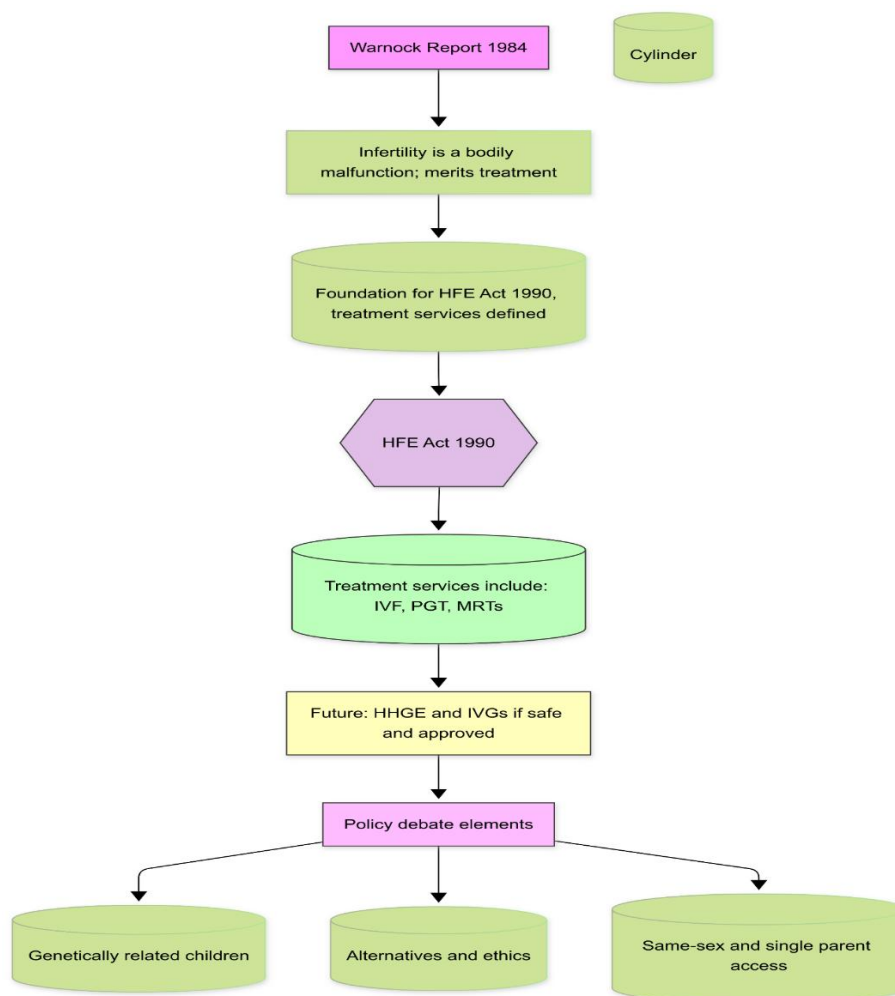 Warnock Report 1984
Cylinder
Infertility is a bodily
malfunction; merits treatment
Foundation for HFE Act 1990,
treatment services defined
HFE Act 1990
Treatment services include:
IVF, PGT, MRTs
Future: HHGE and IVGs if safe
and approved
Policy debate elements
Genetically related children
Alternatives and ethics
Same-sex and single parent
access